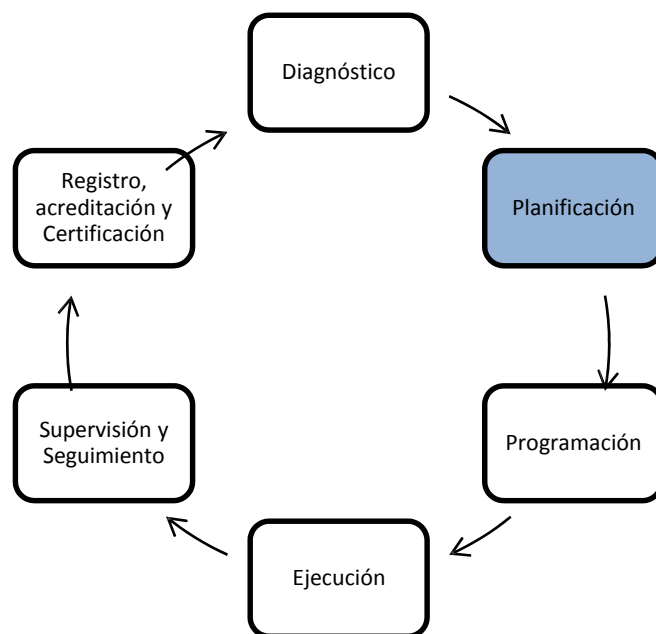 Diagnóstico
Planificación
Programación
Ejecución
Supervisión y
Seguimiento
Registro,
acreditación y
Certificación